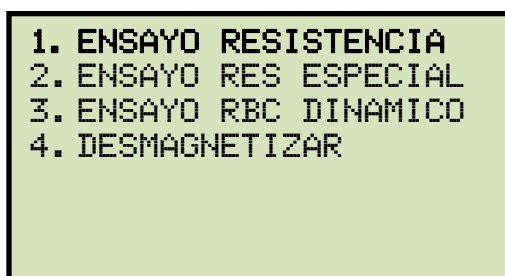 1. ENSAYO RESISTENCIA
2. ENSAYO RES ESPECIAL
3. ENSAYO RBC DINAMICO
4. DESMAGNETIZAR